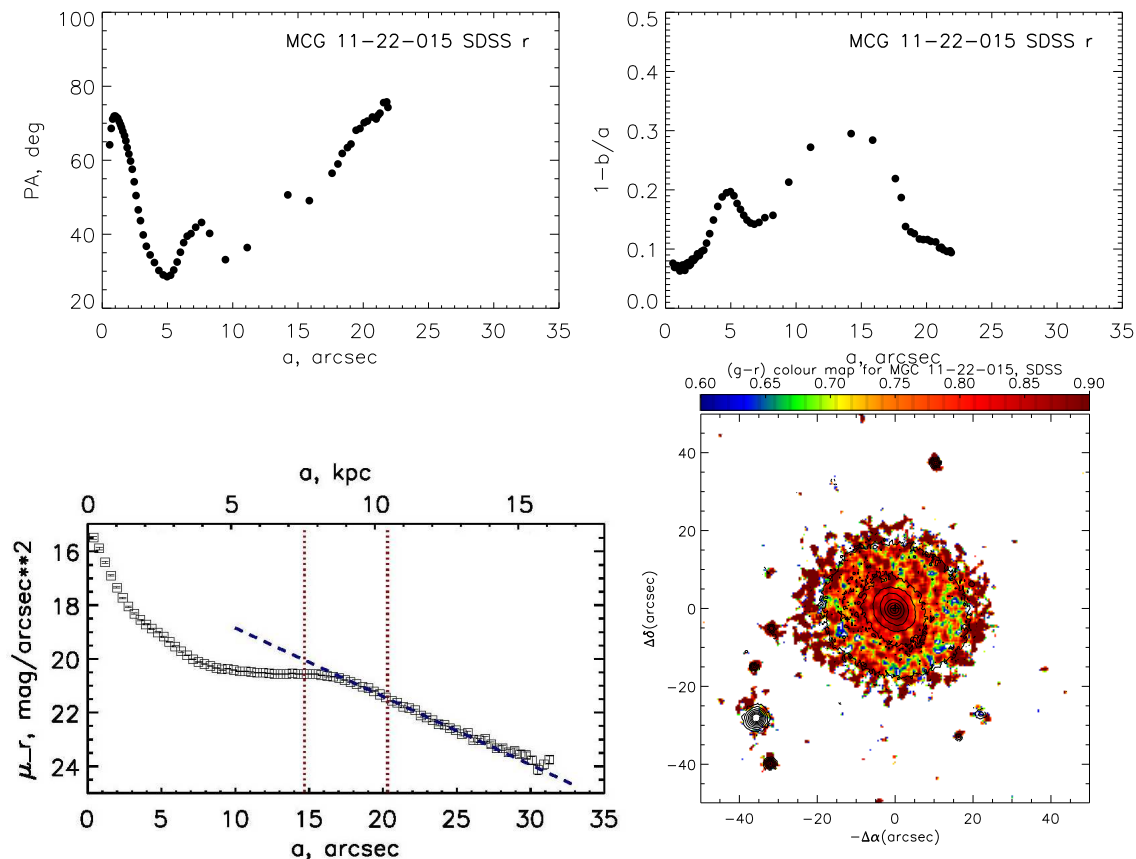 MCG 11-22-015 SDSS r
PA, deg
100
80
60
40
20
0 5 10 15 20 25 30 35
a, arcsec
MCG 11-22-015 SDSS r
1-b/a
0.5
0.4
0.3
0.2
0.1
0.0
0 5 10 15 20 25 30 35
a, arcsec
a, kpc
0 5 10 15
μ_r, mag/arcsec**2
16
18
20
22
24
0 5 10 15 20 25 30 35
a, arcsec
(g-r) colour map for MGC 11-22-015, SDSS
0.60 0.65 0.70 0.75 0.80 0.85 0.90
Δδ(arcsec)
40
20
0
-20
-40
-40 -20 0 20 40
-Δα(arcsec)